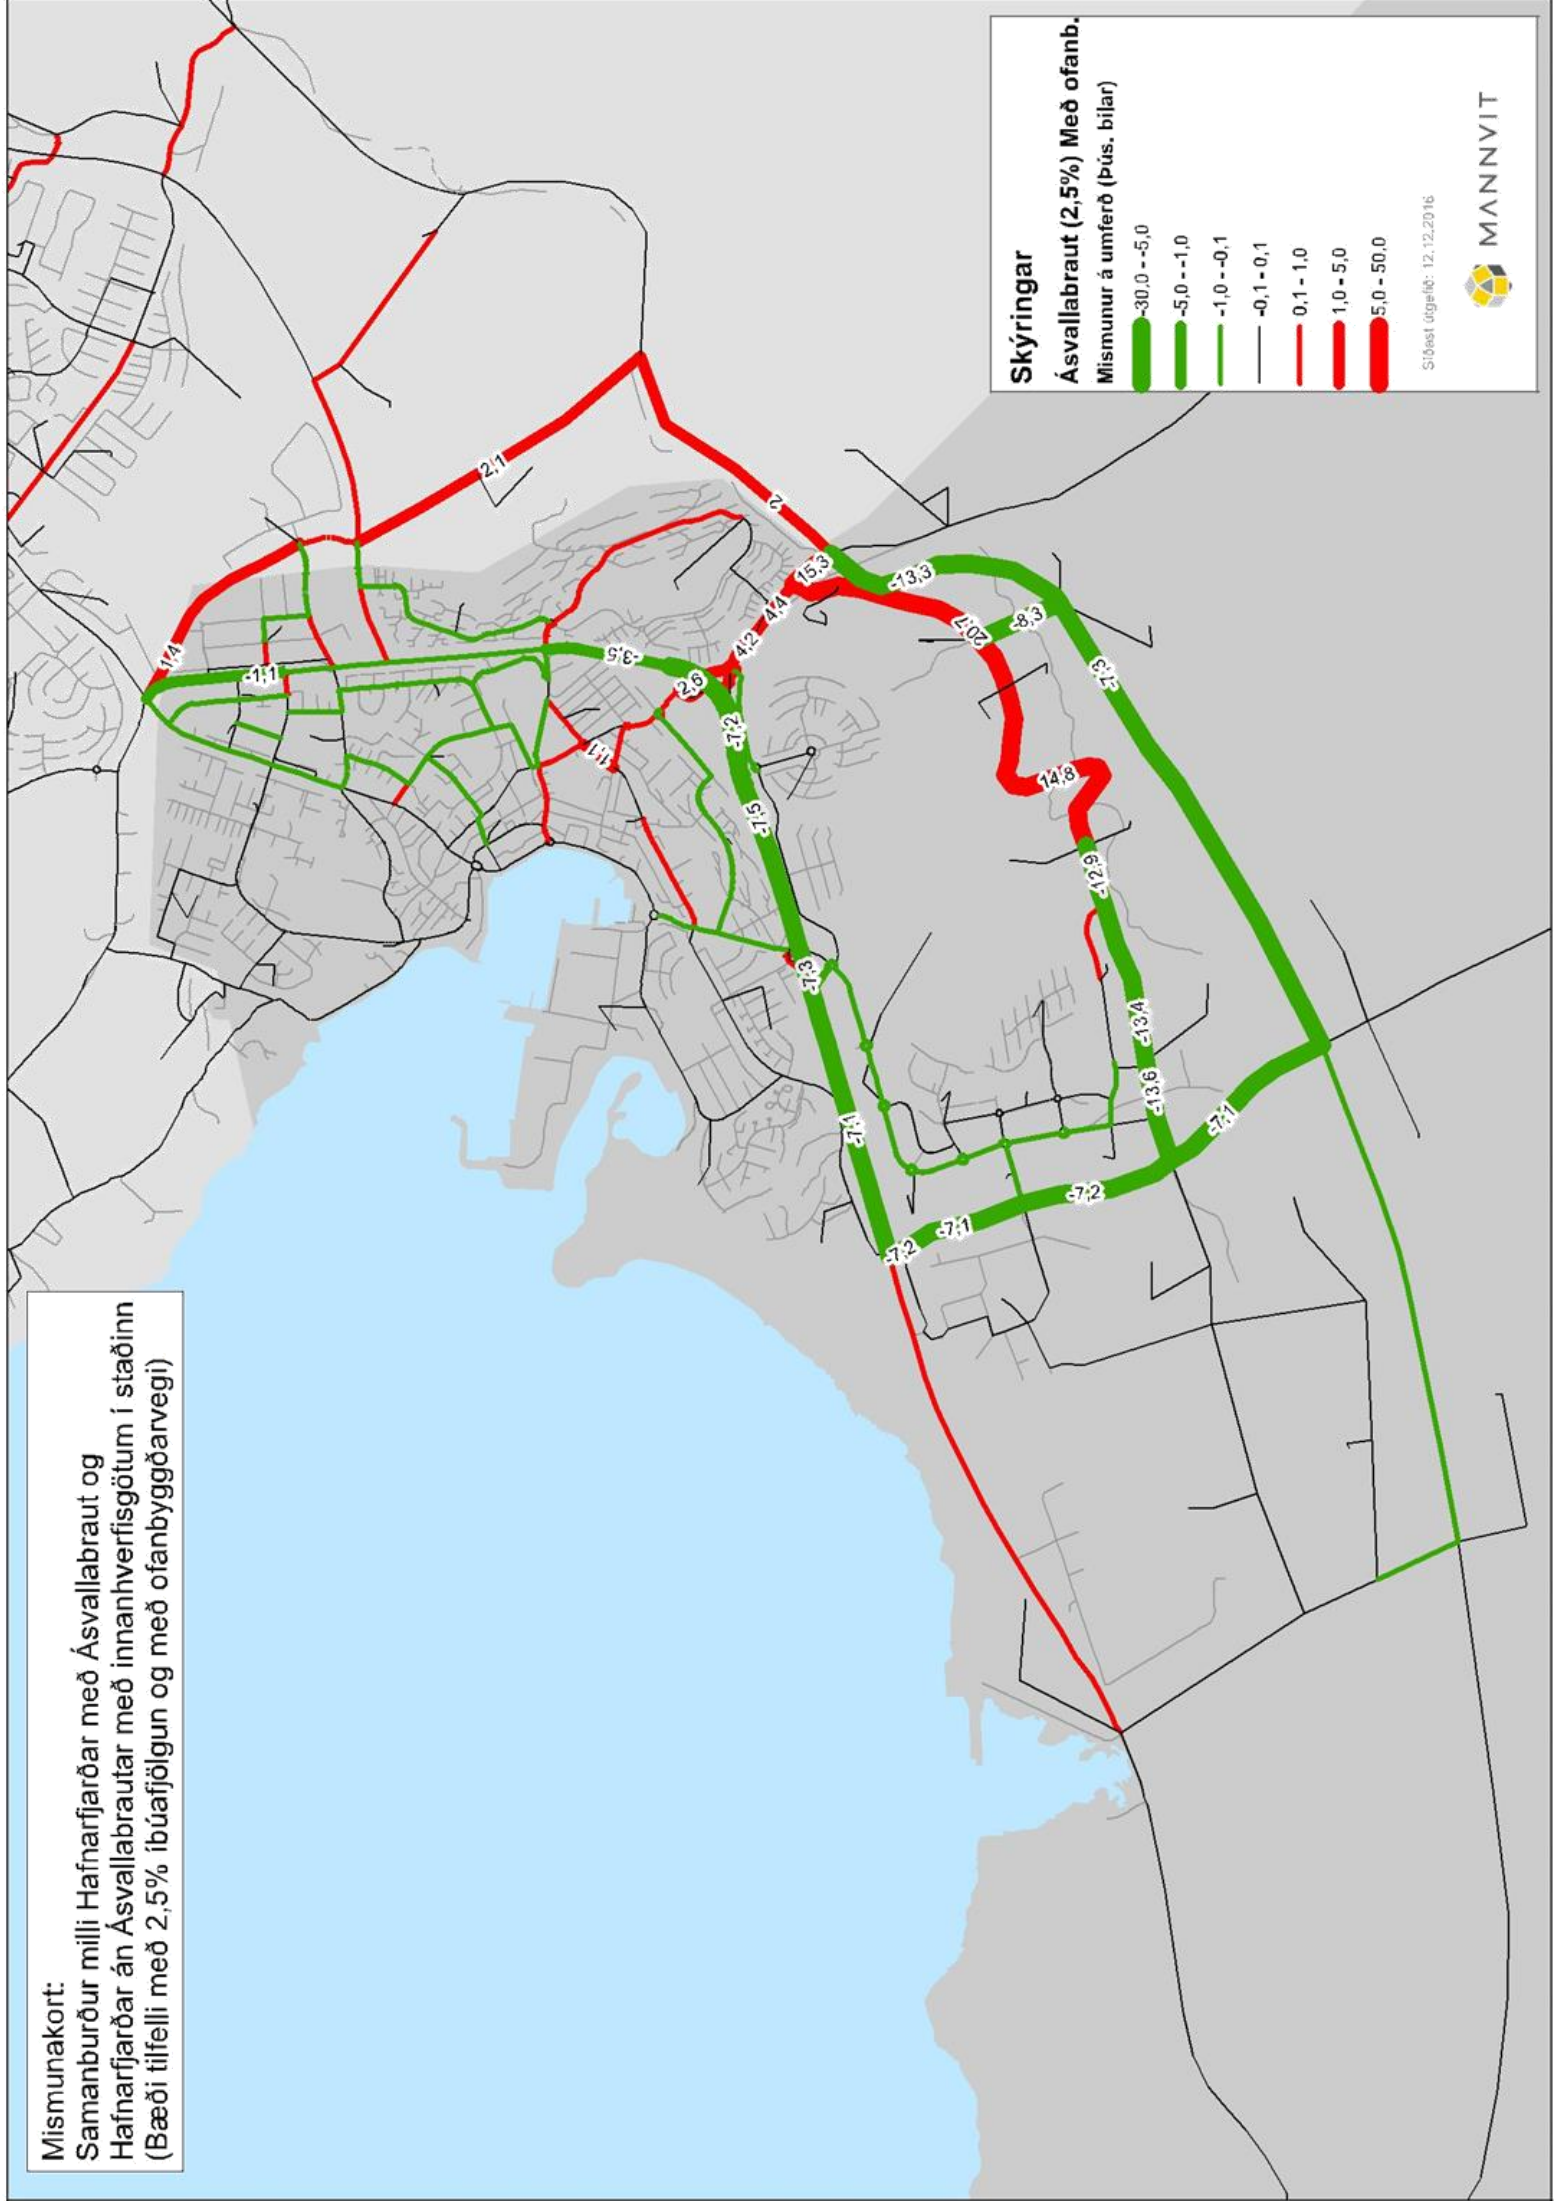 Mismunakort:
Samanburður milli Hafnarfjarðar með Ásvallabraut og
Hafnarfjarðar án Ásvallabrautar með innanhverfisgötum í staðinn
(Bæði tilfelli með 2,5% íbúafjölgun og með ofanbyggðarvegi)
1,4
-1,1
2,1
2
15,3
-13,3
4,4
4,2
-3,5
2,6
1,1
-7,2
-7,5
20,7
-8,3
-7,3
14,8
-12,9
-7,3
-13,4
-13,6
-7,1
-7,1
-7,2
-7,1
-7,2
Skýringar
Ásvallabraut (2,5%) Með ofanb.
Mismunur á umferð (Þús. bílar)
-30,0 - -5,0
-5,0 - -1,0
-1,0 - -0,1
-0,1 - 0,1
0,1 - 1,0
1,0 - 5,0
5,0 - 50,0
Síðast útgefið: 12.12.2016
MANNVIT